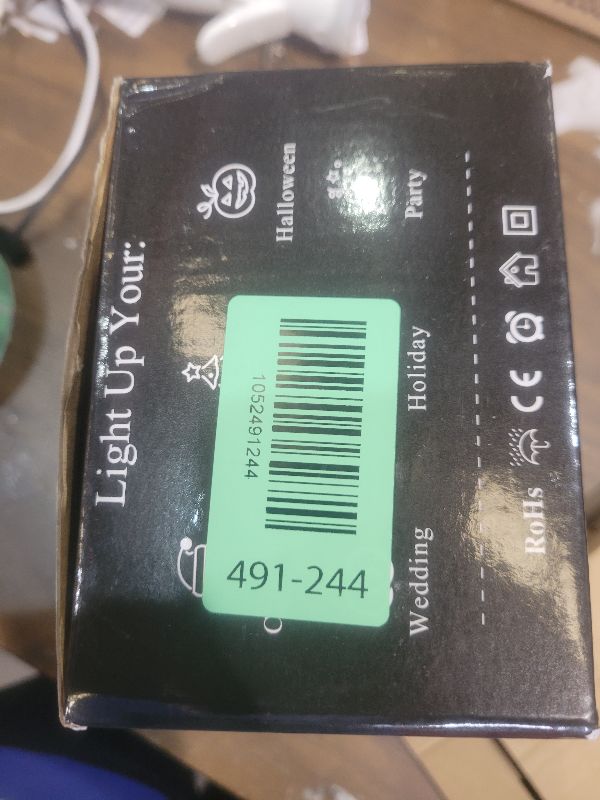 Light Up Your:
Halloween
Party
Holiday
C
Wedding
1052491244
491-244
RoHs
CE